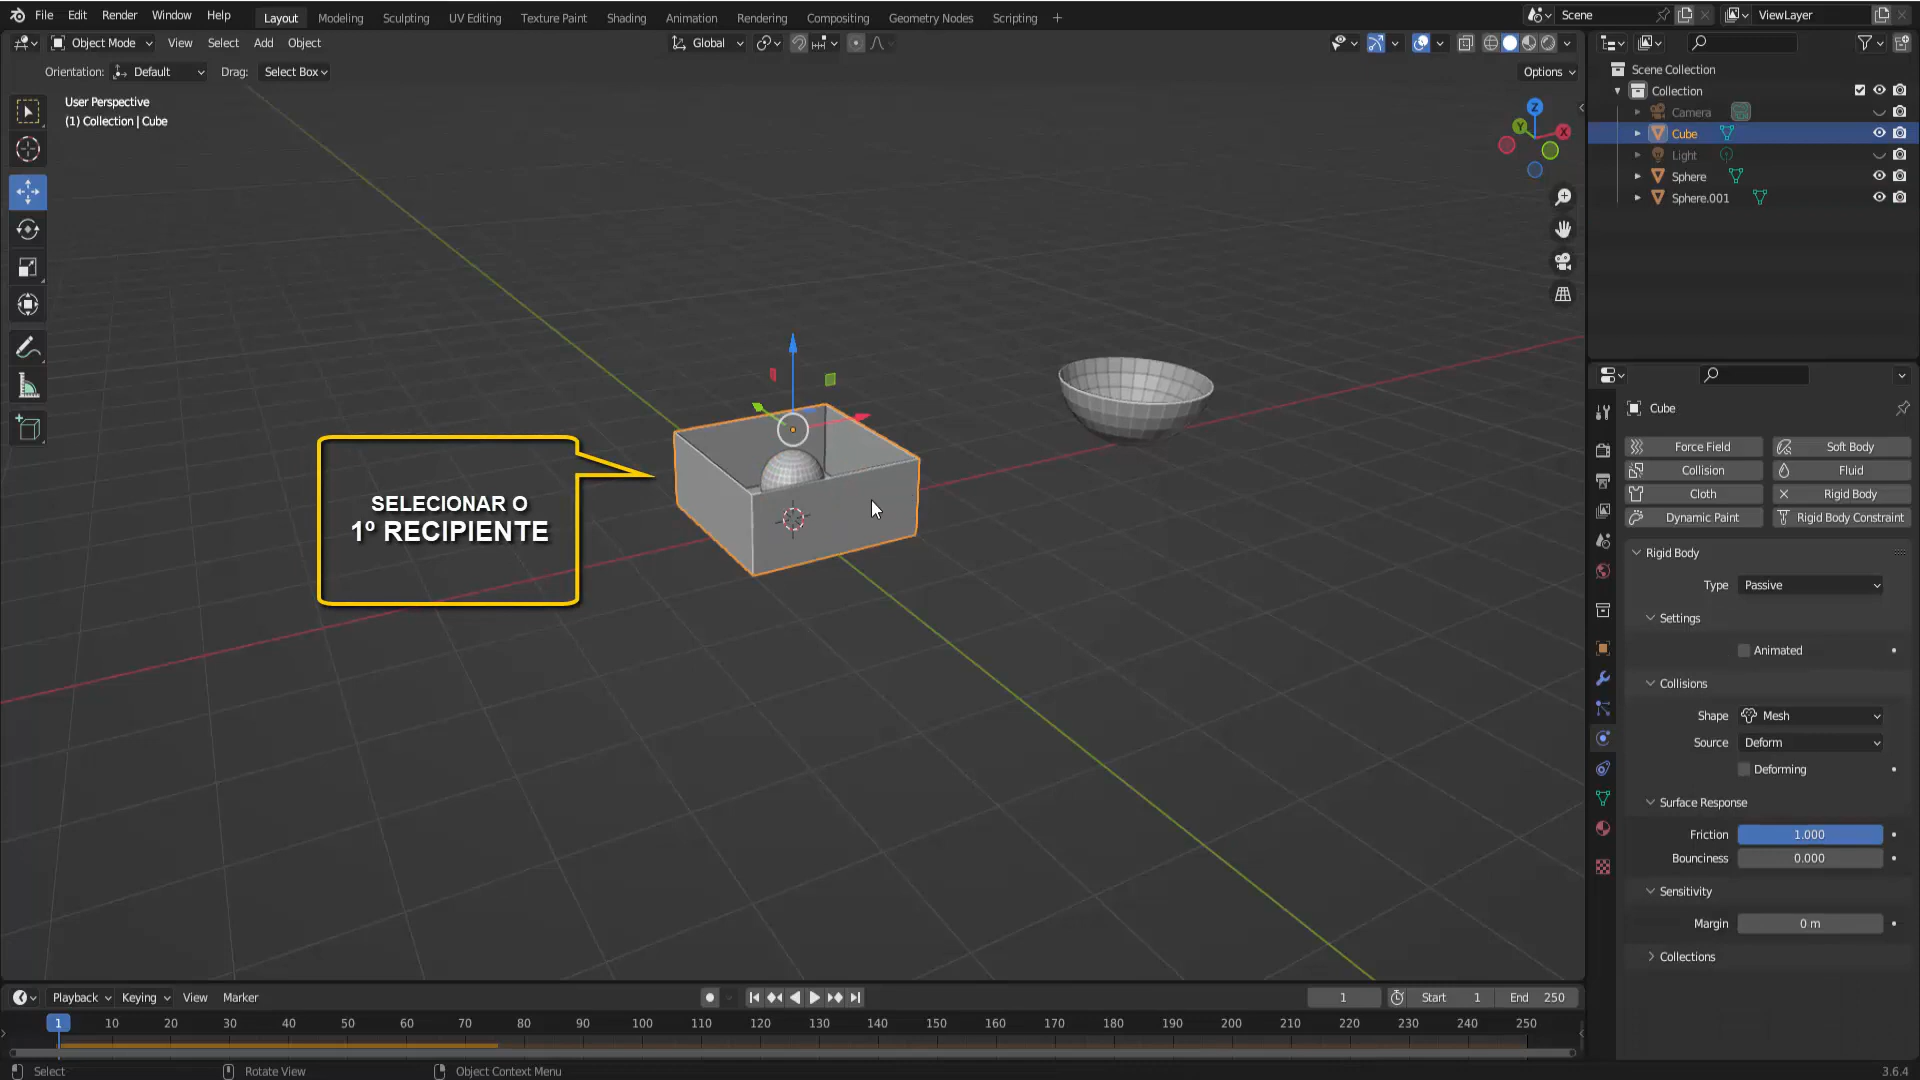 File Edit Render Window Help Layout Modeling Sculpting UV Editing Texture Paint Shading Animation Rendering Compositing Geometry Nodes Scripting + Scene ViewLayer
Object Mode View Select Add Object Global
Orientation: Default Drag: Select Box Options
User Perspective
(1) Collection | Cube
Z
Y
X
SELECIONAR O
1º RECIPIENTE
Scene Collection
Collection
Camera
Cube
Light
Sphere
Sphere.001
Cube
Force Field Soft Body
Collision Fluid
Cloth Rigid Body
Dynamic Paint Rigid Body Constraint
Rigid Body
Type Passive
Settings
Animated
Collisions
Shape Mesh
Source Deform
Deforming
Surface Response
Friction 1.000
Bounciness 0.000
Sensitivity
Margin 0 m
Collections
Playback Keying View Marker 1 Start 1 End 250
1 10 20 30 40 50 60 70 80 90 100 110 120 130 140 150 160 170 180 190 200 210 220 230 240 250
Select Rotate View Object Context Menu 3.6.4